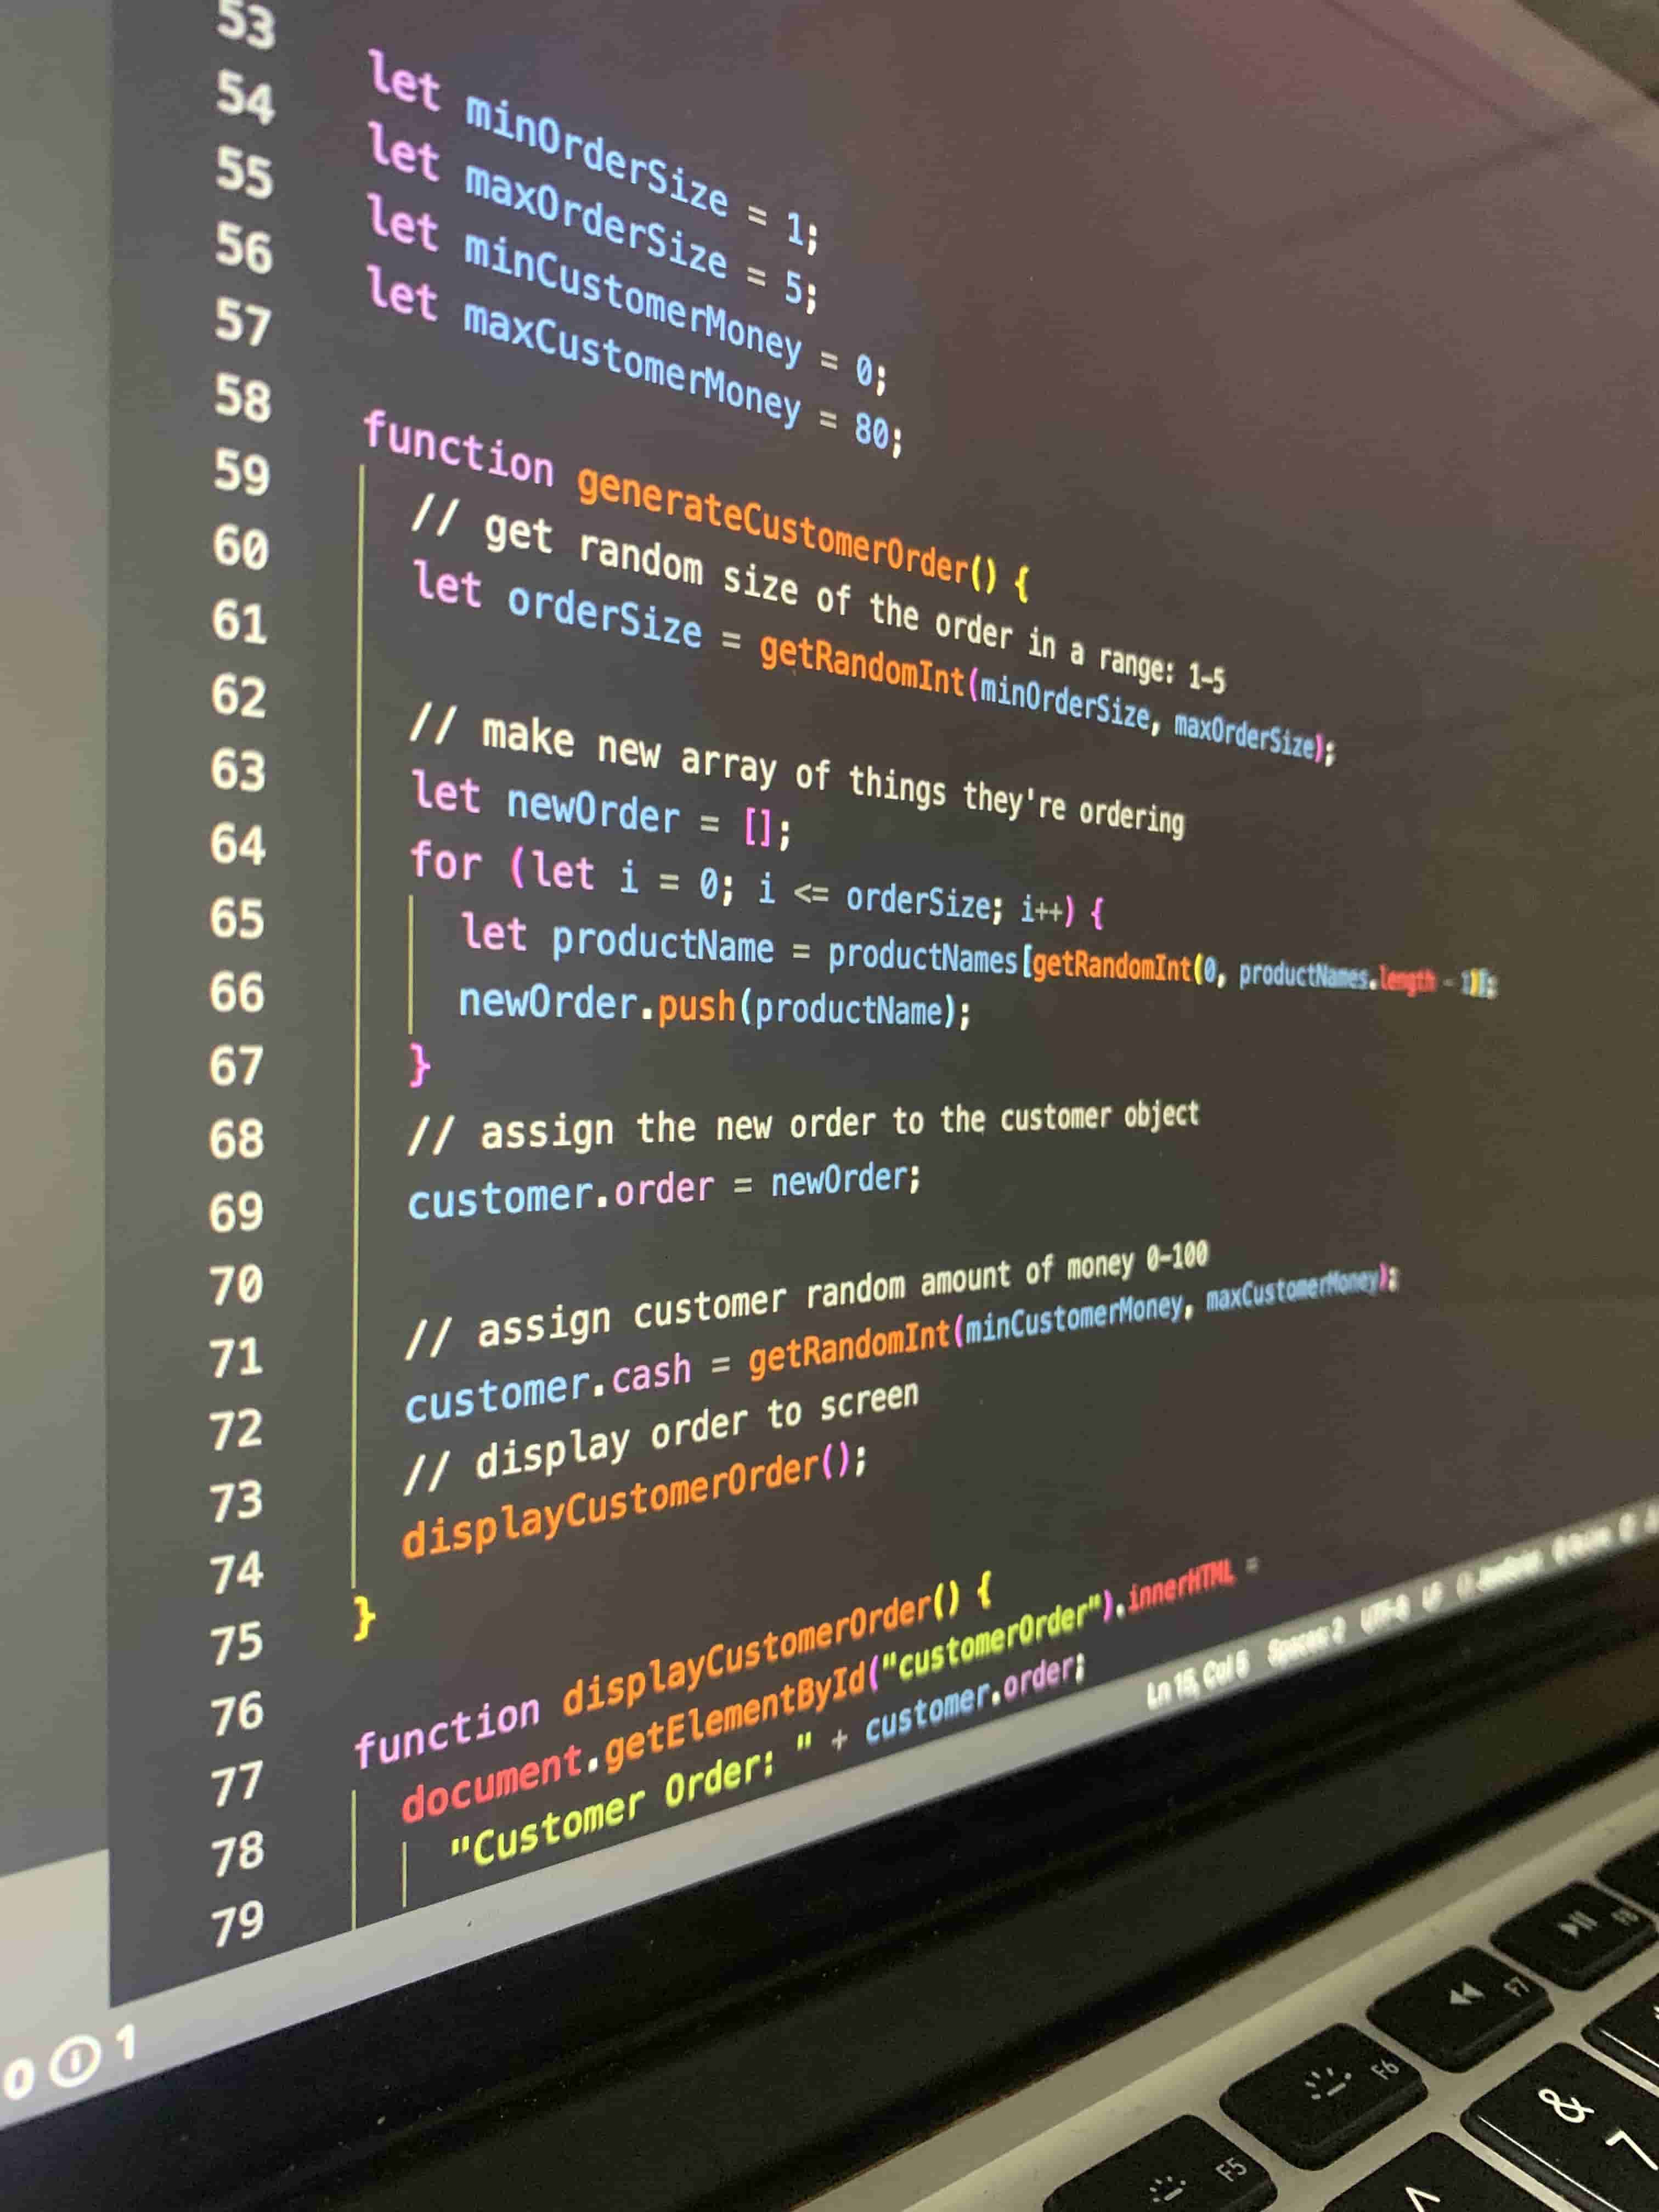 53 let minOrderSize = 1;
54 let maxOrderSize = 5;
55 let minCustomerMoney = 0;
56 let maxCustomerMoney = 80;
57
58 function generateCustomerOrder() {
59 // get random size of the order in a range: 1-5
60 let orderSize = getRandomInt(minOrderSize, maxOrderSize);
61
62 // make new array of things they're ordering
63 let newOrder = [];
64 for (let i = 0; i <= orderSize; i++) {
65 let productName = productNames[getRandomInt(0, productNames.length - 1)];
66 newOrder.push(productName);
67 }
68 // assign the new order to the customer object
69 customer.order = newOrder;
70
71 // assign customer random amount of money 0-100
72 customer.cash = getRandomInt(minCustomerMoney, maxCustomerMoney);
73 // display order to screen
74 displayCustomerOrder();
75 }
76
77 function displayCustomerOrder() {
78 document.getElementById("customerOrder").innerHTML =
79 "Customer Order: " + customer.order;
0 1 Ln 15, Col 5 Spaces: 2 UTF-8 LF
F5 F6 F7 F8
& 7
^